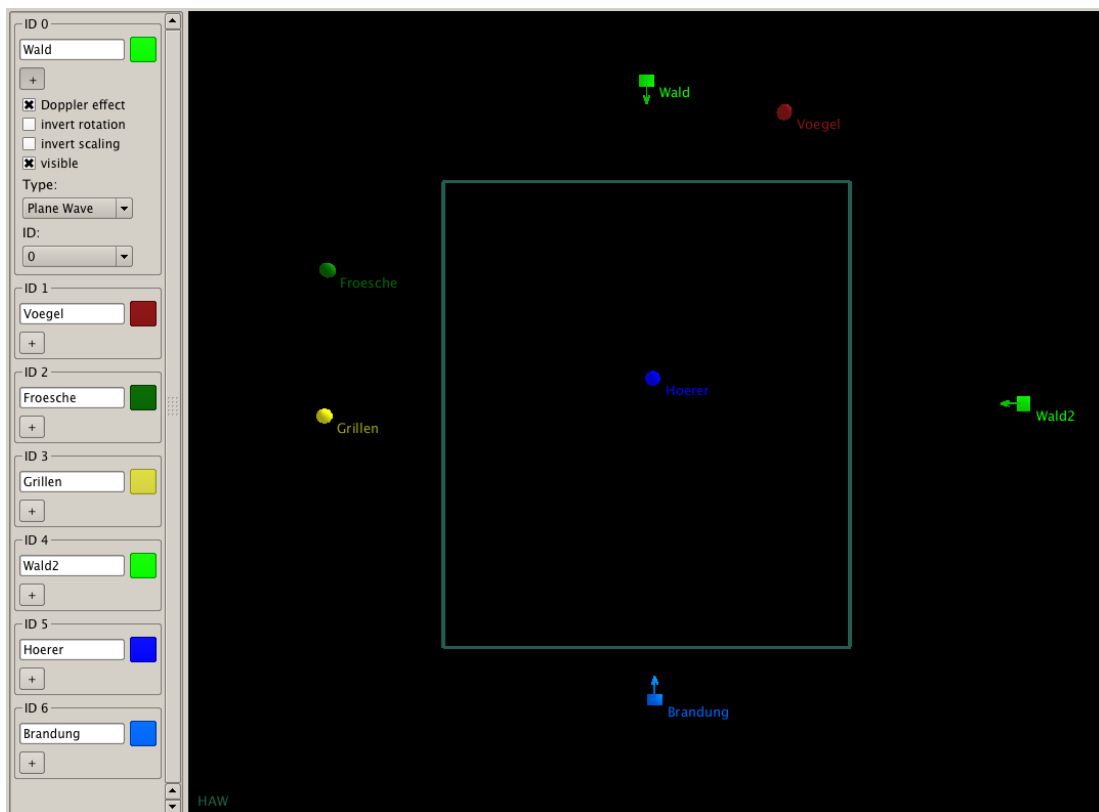 ID 0
Wald
+
Doppler effect
invert rotation
invert scaling
visible
Type:
Plane Wave
ID:
0
ID 1
Voegel
+
ID 2
Froesche
+
ID 3
Grillen
+
ID 4
Wald2
+
ID 5
Hoerer
+
ID 6
Brandung
+
Wald
Voegel
Froesche
Hoerer
Grillen
Wald2
Brandung
HAW